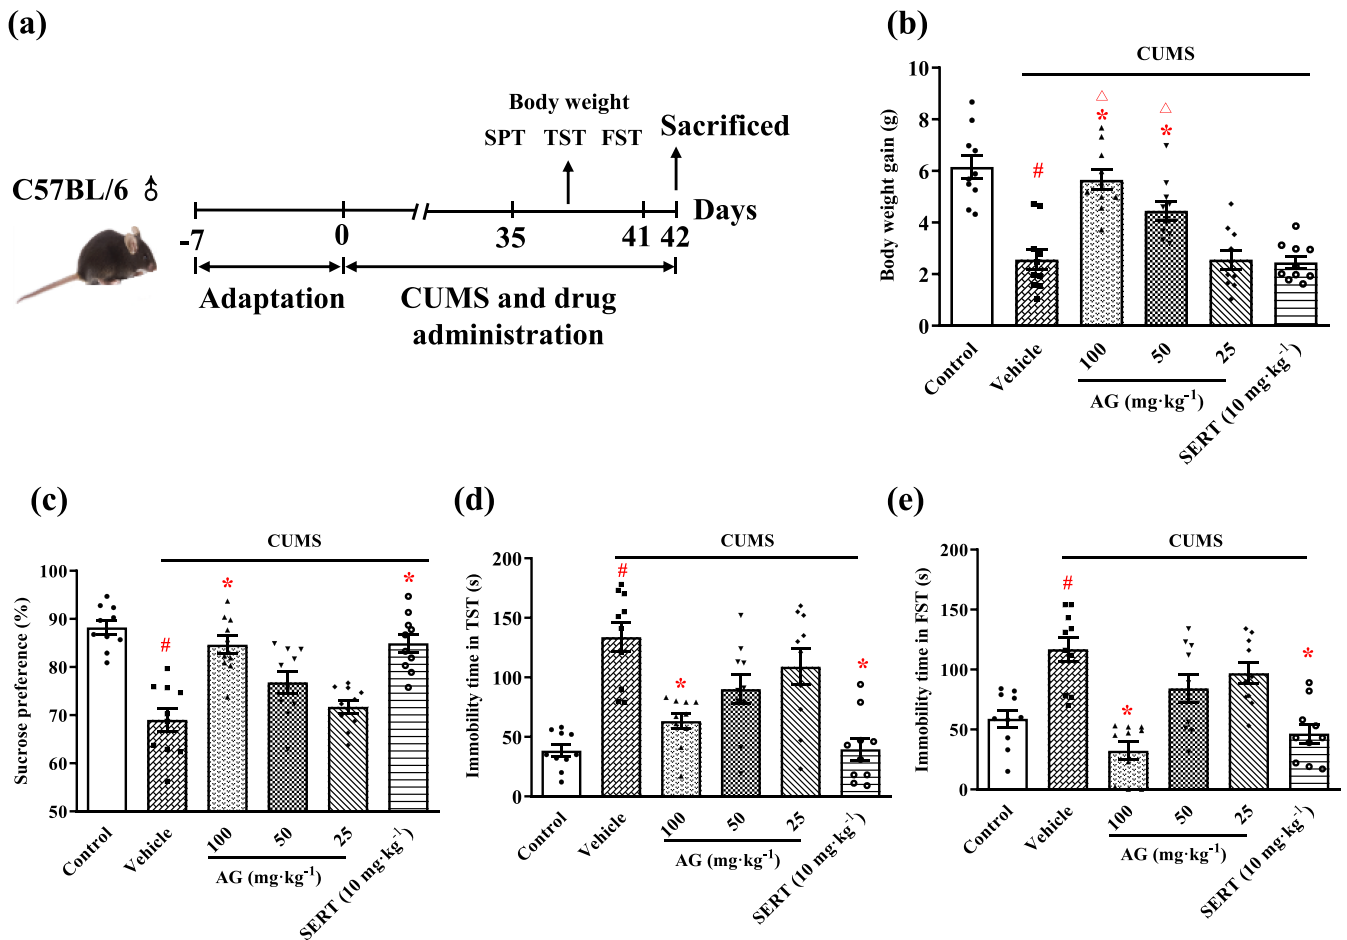 (a)
Body weight
SPT TST FST
Sacrificed
C57BL/6 ♂
Days
-7 0 35 41 42
Adaptation
CUMS and drug
administration
(b)
CUMS
Body weight gain (g)
10
8
6
4
2
0
△
*
△
*
#
Control
Vehicle
100
50
25
SERT (10 mg·kg⁻¹)
AG (mg·kg⁻¹)
(c)
CUMS
Sucrose preference (%)
100
90
80
70
60
50
#
*
*
Control
Vehicle
100
50
25
SERT (10 mg·kg⁻¹)
AG (mg·kg⁻¹)
(d)
CUMS
Immobility time in TST (s)
200
150
100
50
0
#
*
*
Control
Vehicle
100
50
25
SERT (10 mg·kg⁻¹)
AG (mg·kg⁻¹)
(e)
CUMS
Immobility time in FST (s)
200
150
100
50
0
#
*
*
Control
Vehicle
100
50
25
SERT (10 mg·kg⁻¹)
AG (mg·kg⁻¹)